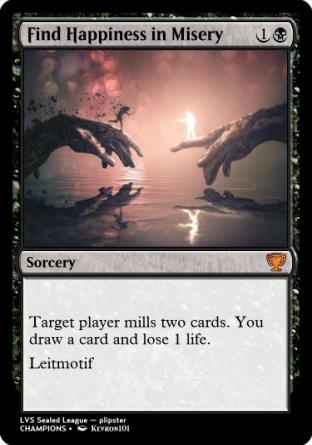 Find Happiness in Misery 1
Sorcery
Target player mills two cards. You
draw a card and lose 1 life.
Leitmotif
LVS Sealed League — plipster
CHAMPIONS • Kevron101